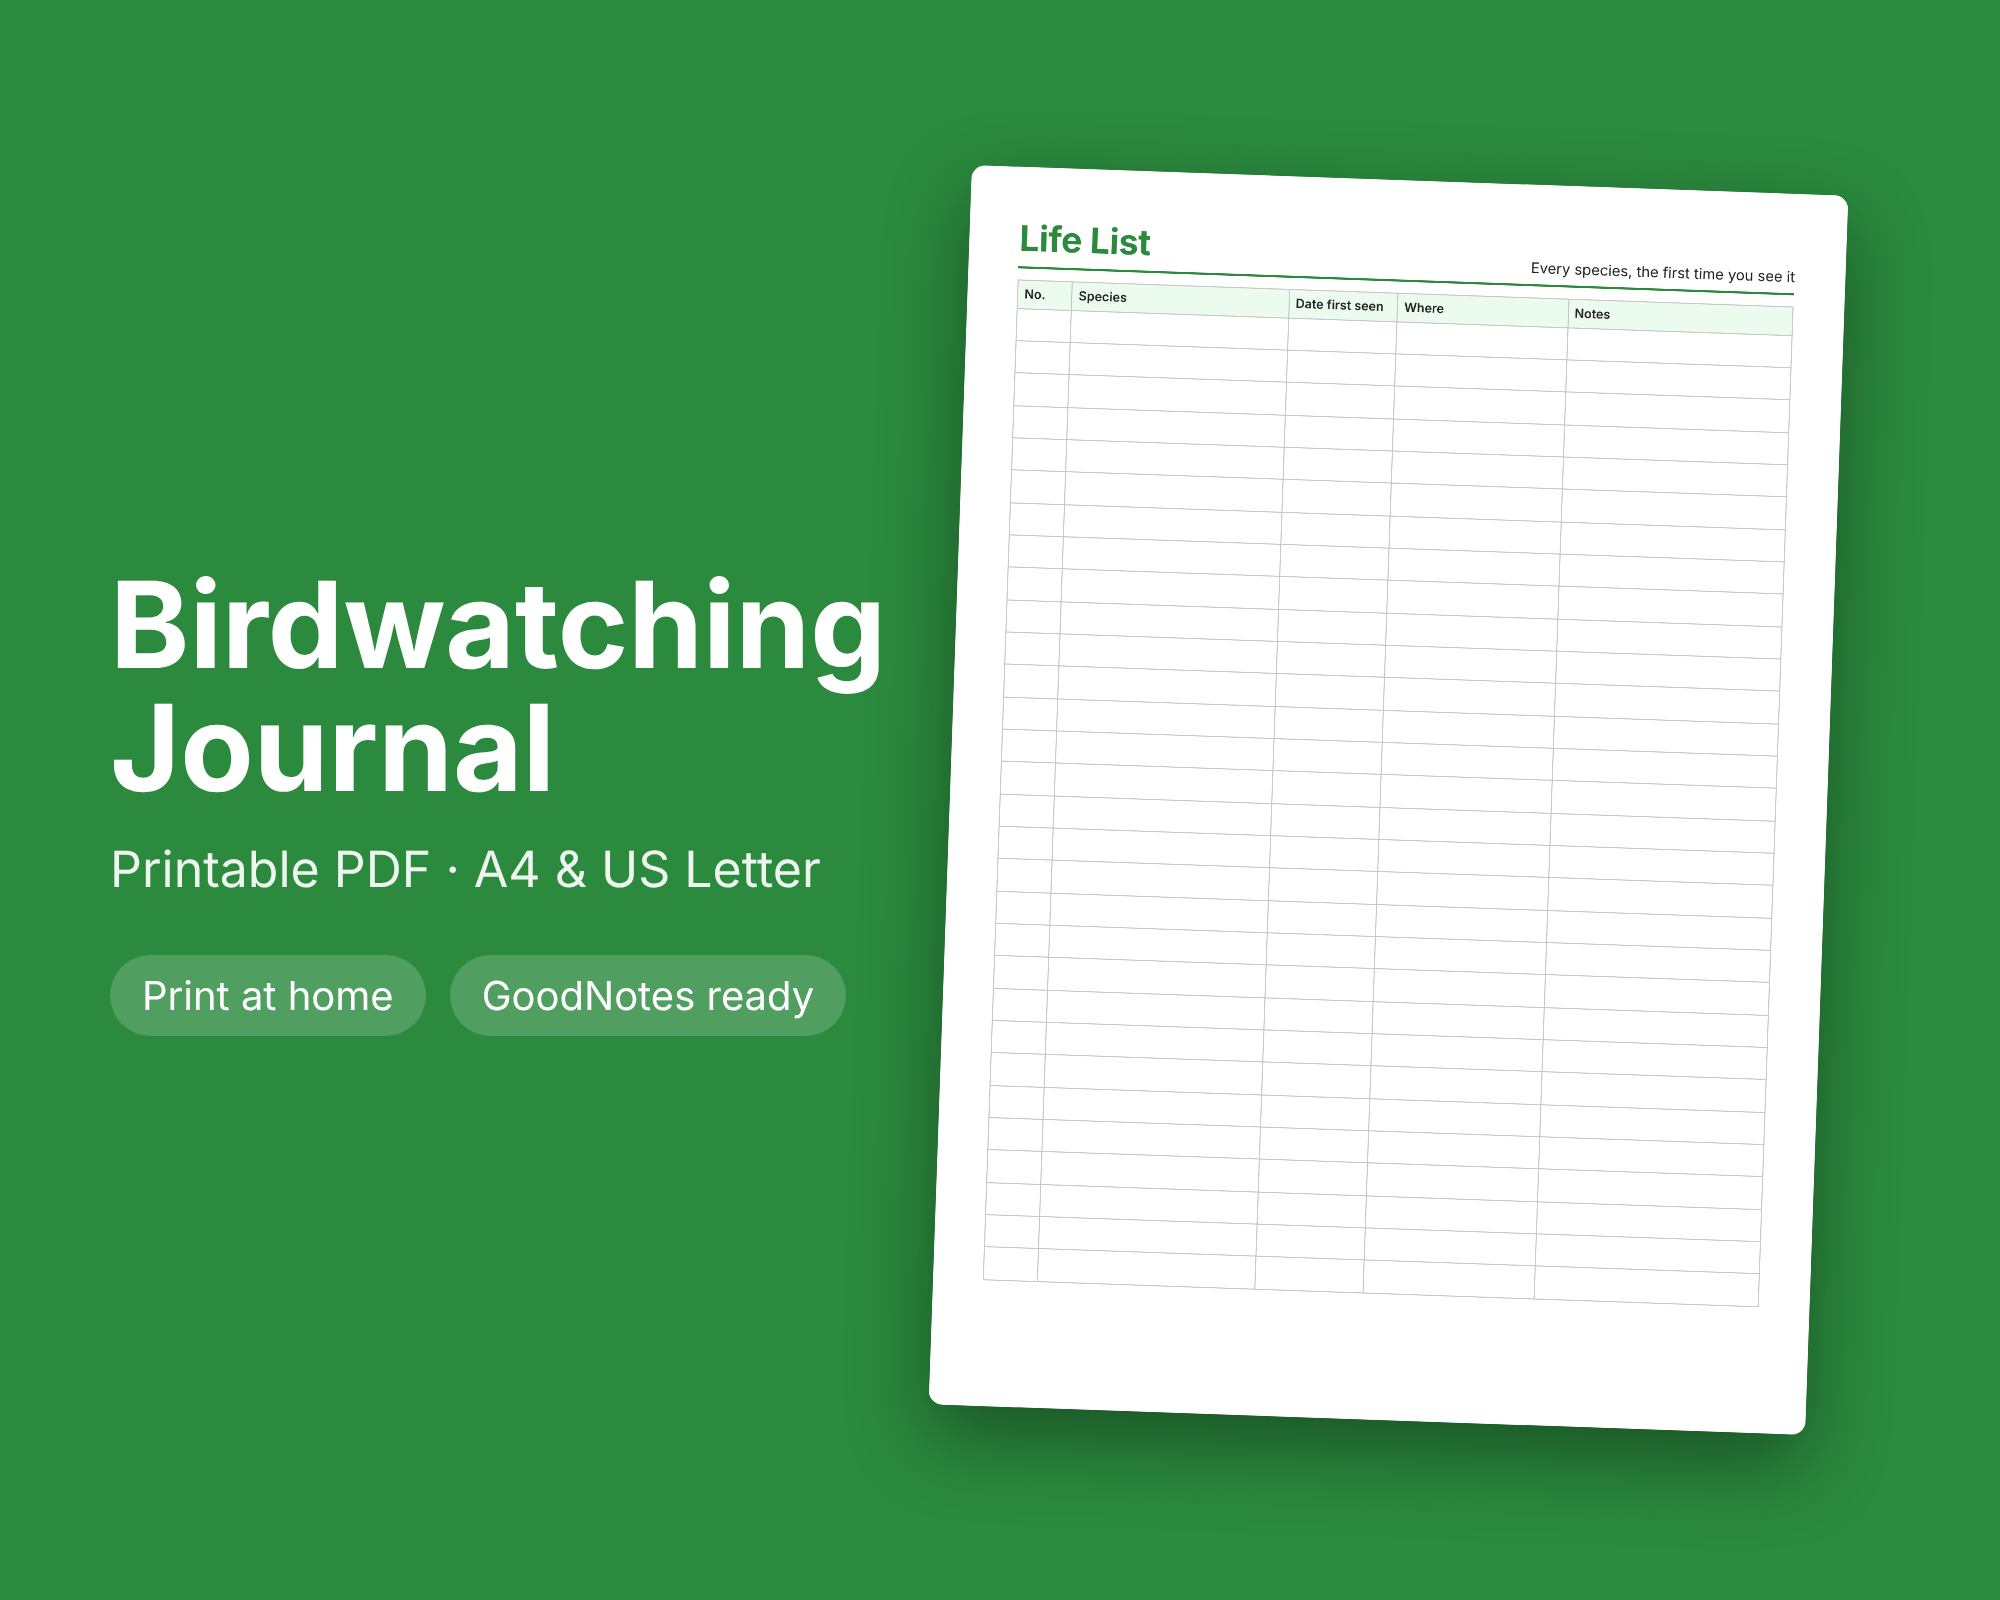 Birdwatching
Journal
Printable PDF · A4 & US Letter
Print at home
GoodNotes ready
Life List
Every species, the first time you see it
No.
Species
Date first seen
Where
Notes